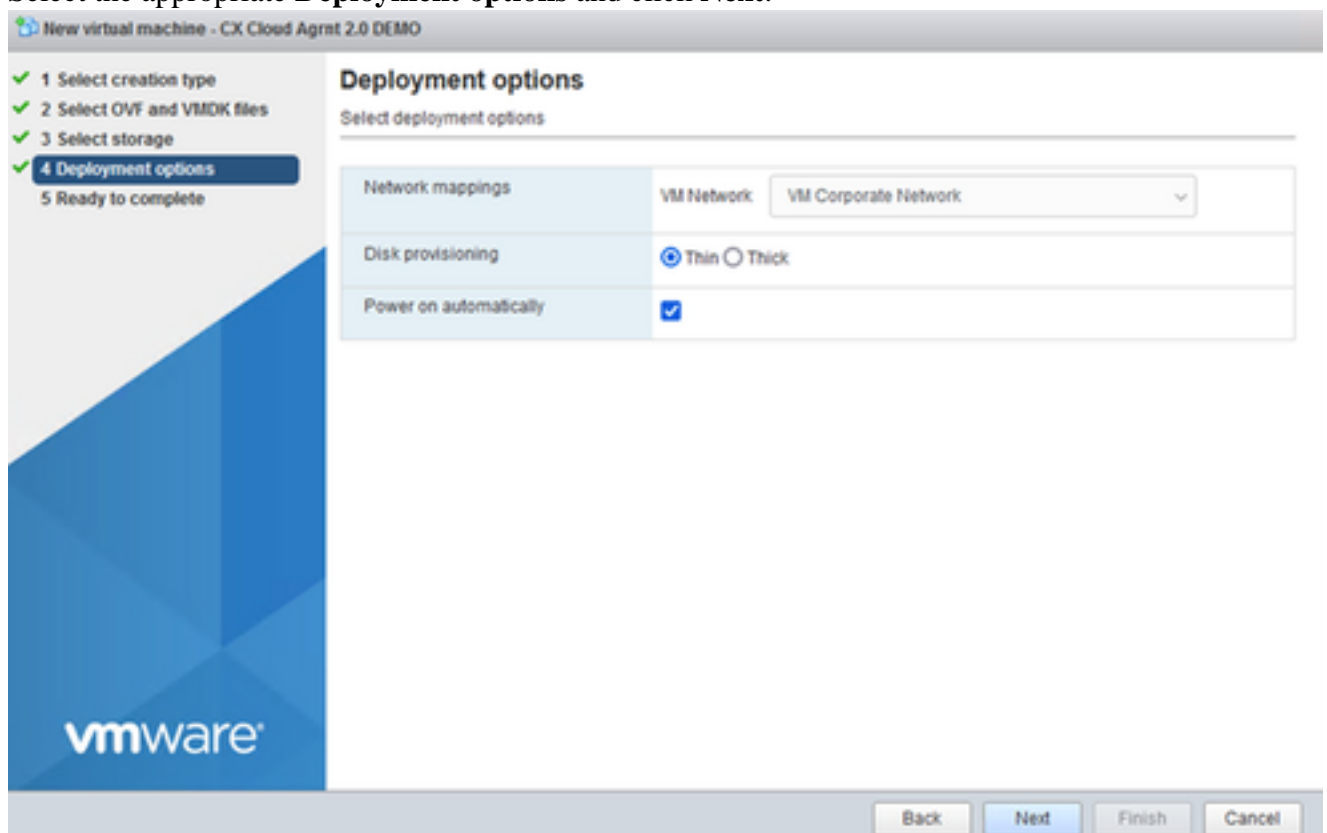 Select the appropriate Deployment options and click Next.
New virtual machine - CX Cloud Agrnt 2.0 DEMO
1 Select creation type
2 Select OVF and VMDK files
3 Select storage
4 Deployment options
5 Ready to complete
Deployment options
Select deployment options
Network mappings
VM Network
VM Corporate Network
Disk provisioning
Thin
Thick
Power on automatically
vmware
Back
Next
Finish
Cancel